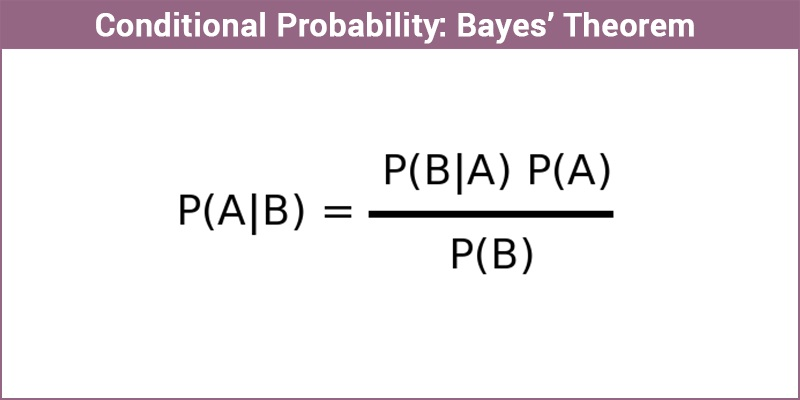 Conditional Probability: Bayes’ Theorem
P(A|B) = P(B|A) P(A)
P(B)